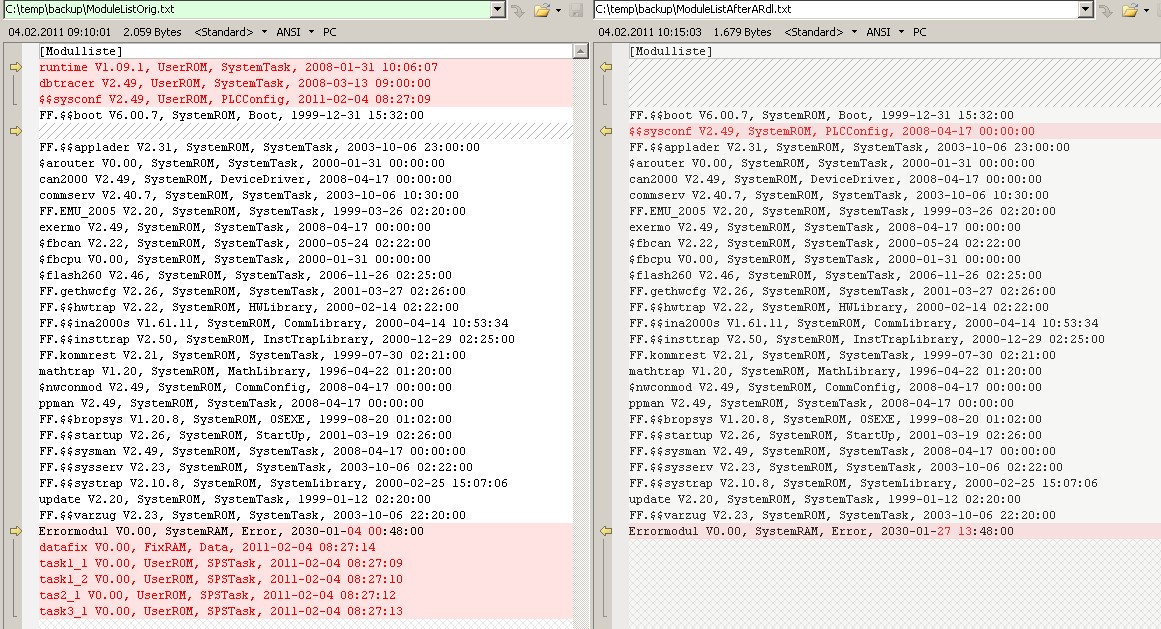 C:\temp\backup\ModuleListOrig.txt
04.02.2011 09:10:01 2.059 Bytes <Standard> ANSI PC
[Modulliste]
runtime V1.09.1, UserROM, SystemTask, 2008-01-31 10:06:07
dbtracer V2.49, UserROM, SystemTask, 2008-03-13 09:00:00
$$sysconf V2.49, UserROM, PLCConfig, 2011-02-04 08:27:09
FF.$$boot V6.00.7, SystemROM, Boot, 1999-12-31 15:32:00
FF.$$applader V2.31, SystemROM, SystemTask, 2003-10-06 23:00:00
$arouter V0.00, SystemROM, SystemTask, 2000-01-31 00:00:00
can2000 V2.49, SystemROM, DeviceDriver, 2008-04-17 00:00:00
commserv V2.40.7, SystemROM, SystemTask, 2003-10-06 10:30:00
FF.EMU_2005 V2.20, SystemROM, SystemTask, 1999-03-26 02:20:00
exermo V2.49, SystemROM, SystemTask, 2008-04-17 00:00:00
$fbcan V2.22, SystemROM, SystemTask, 2000-05-24 02:22:00
$fbcpu V0.00, SystemROM, SystemTask, 2000-01-31 00:00:00
$flash260 V2.46, SystemROM, SystemTask, 2006-11-26 02:25:00
FF.gethwcfg V2.26, SystemROM, SystemTask, 2001-03-27 02:26:00
FF.$$hwtrap V2.22, SystemROM, HWLibrary, 2000-02-14 02:22:00
FF.$$ina2000s V1.61.11, SystemROM, CommLibrary, 2000-04-14 10:53:34
FF.$$insttrap V2.50, SystemROM, InstTrapLibrary, 2000-12-29 02:25:00
FF.kommrest V2.21, SystemROM, SystemTask, 1999-07-30 02:21:00
mathtrap V1.20, SystemROM, MathLibrary, 1996-04-22 01:20:00
$nwconmod V2.49, SystemROM, CommConfig, 2008-04-17 00:00:00
ppman V2.49, SystemROM, SystemTask, 2008-04-17 00:00:00
FF.$$bropsys V1.20.8, SystemROM, OSEXE, 1999-08-20 01:02:00
FF.$$startup V2.26, SystemROM, StartUp, 2001-03-19 02:26:00
FF.$$sysman V2.49, SystemROM, SystemTask, 2008-04-17 00:00:00
FF.$$sysserv V2.23, SystemROM, SystemTask, 2003-10-06 02:22:00
FF.$$systrap V2.10.8, SystemROM, SystemLibrary, 2000-02-25 15:07:06
update V2.20, SystemROM, SystemTask, 1999-01-12 02:20:00
FF.$$varzug V2.23, SystemROM, SystemTask, 2003-10-06 22:20:00
Errormodul V0.00, SystemRAM, Error, 2030-01-04 00:48:00
datafix V0.00, FixRAM, Data, 2011-02-04 08:27:14
task1_1 V0.00, UserROM, SPSTask, 2011-02-04 08:27:09
task1_2 V0.00, UserROM, SPSTask, 2011-02-04 08:27:10
tas2_1 V0.00, UserROM, SPSTask, 2011-02-04 08:27:12
task3_1 V0.00, UserROM, SPSTask, 2011-02-04 08:27:13
C:\temp\backup\ModuleListAfterARdl.txt
04.02.2011 10:15:03 1.679 Bytes <Standard> ANSI PC
[Modulliste]
FF.$$boot V6.00.7, SystemROM, Boot, 1999-12-31 15:32:00
$$sysconf V2.49, SystemROM, PLCConfig, 2008-04-17 00:00:00
FF.$$applader V2.31, SystemROM, SystemTask, 2003-10-06 23:00:00
$arouter V0.00, SystemROM, SystemTask, 2000-01-31 00:00:00
can2000 V2.49, SystemROM, DeviceDriver, 2008-04-17 00:00:00
commserv V2.40.7, SystemROM, SystemTask, 2003-10-06 10:30:00
FF.EMU_2005 V2.20, SystemROM, SystemTask, 1999-03-26 02:20:00
exermo V2.49, SystemROM, SystemTask, 2008-04-17 00:00:00
$fbcan V2.22, SystemROM, SystemTask, 2000-05-24 02:22:00
$fbcpu V0.00, SystemROM, SystemTask, 2000-01-31 00:00:00
$flash260 V2.46, SystemROM, SystemTask, 2006-11-26 02:25:00
FF.gethwcfg V2.26, SystemROM, SystemTask, 2001-03-27 02:26:00
FF.$$hwtrap V2.22, SystemROM, HWLibrary, 2000-02-14 02:22:00
FF.$$ina2000s V1.61.11, SystemROM, CommLibrary, 2000-04-14 10:53:34
FF.$$insttrap V2.50, SystemROM, InstTrapLibrary, 2000-12-29 02:25:00
FF.kommrest V2.21, SystemROM, SystemTask, 1999-07-30 02:21:00
mathtrap V1.20, SystemROM, MathLibrary, 1996-04-22 01:20:00
$nwconmod V2.49, SystemROM, CommConfig, 2008-04-17 00:00:00
ppman V2.49, SystemROM, SystemTask, 2008-04-17 00:00:00
FF.$$bropsys V1.20.8, SystemROM, OSEXE, 1999-08-20 01:02:00
FF.$$startup V2.26, SystemROM, StartUp, 2001-03-19 02:26:00
FF.$$sysman V2.49, SystemROM, SystemTask, 2008-04-17 00:00:00
FF.$$sysserv V2.23, SystemROM, SystemTask, 2003-10-06 02:22:00
FF.$$systrap V2.10.8, SystemROM, SystemLibrary, 2000-02-25 15:07:06
update V2.20, SystemROM, SystemTask, 1999-01-12 02:20:00
FF.$$varzug V2.23, SystemROM, SystemTask, 2003-10-06 22:20:00
Errormodul V0.00, SystemRAM, Error, 2030-01-27 13:48:00